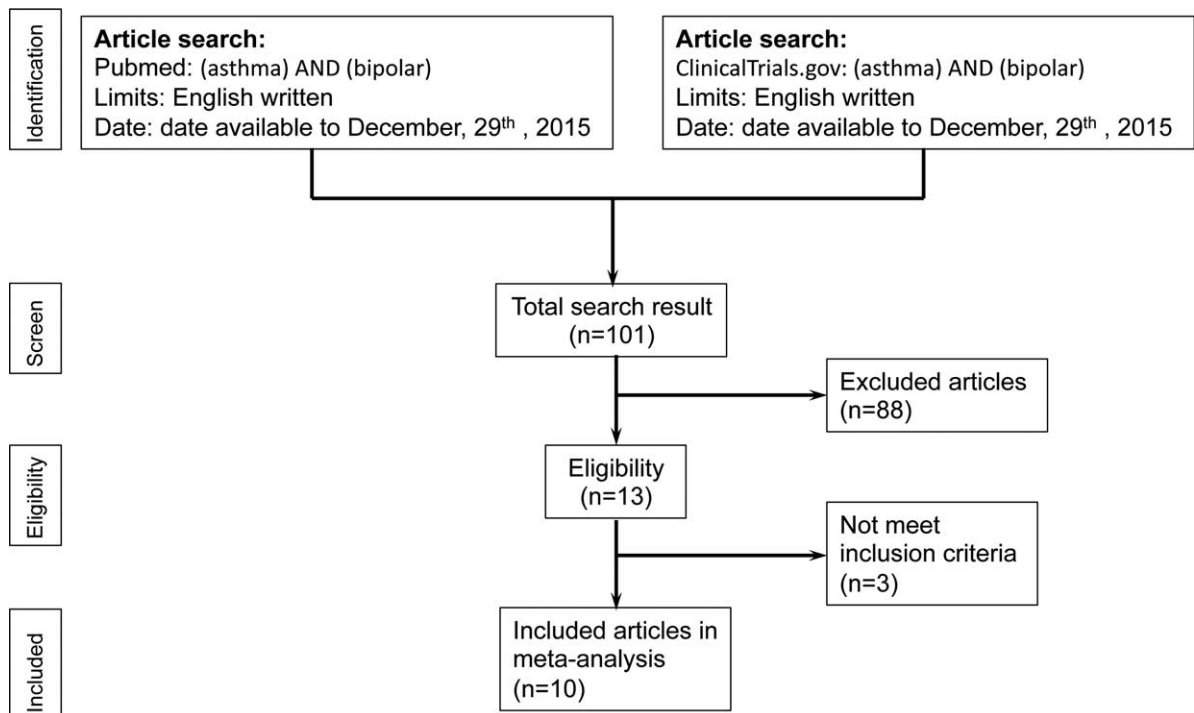 Identification
Article search:
Pubmed: (asthma) AND (bipolar)
Limits: English written
Date: date available to December, 29th , 2015
Article search:
ClinicalTrials.gov: (asthma) AND (bipolar)
Limits: English written
Date: date available to December, 29th , 2015
Screen
Total search result
(n=101)
Excluded articles
(n=88)
Eligibility
Eligibility
(n=13)
Not meet
inclusion criteria
(n=3)
Included
Included articles in
meta-analysis
(n=10)